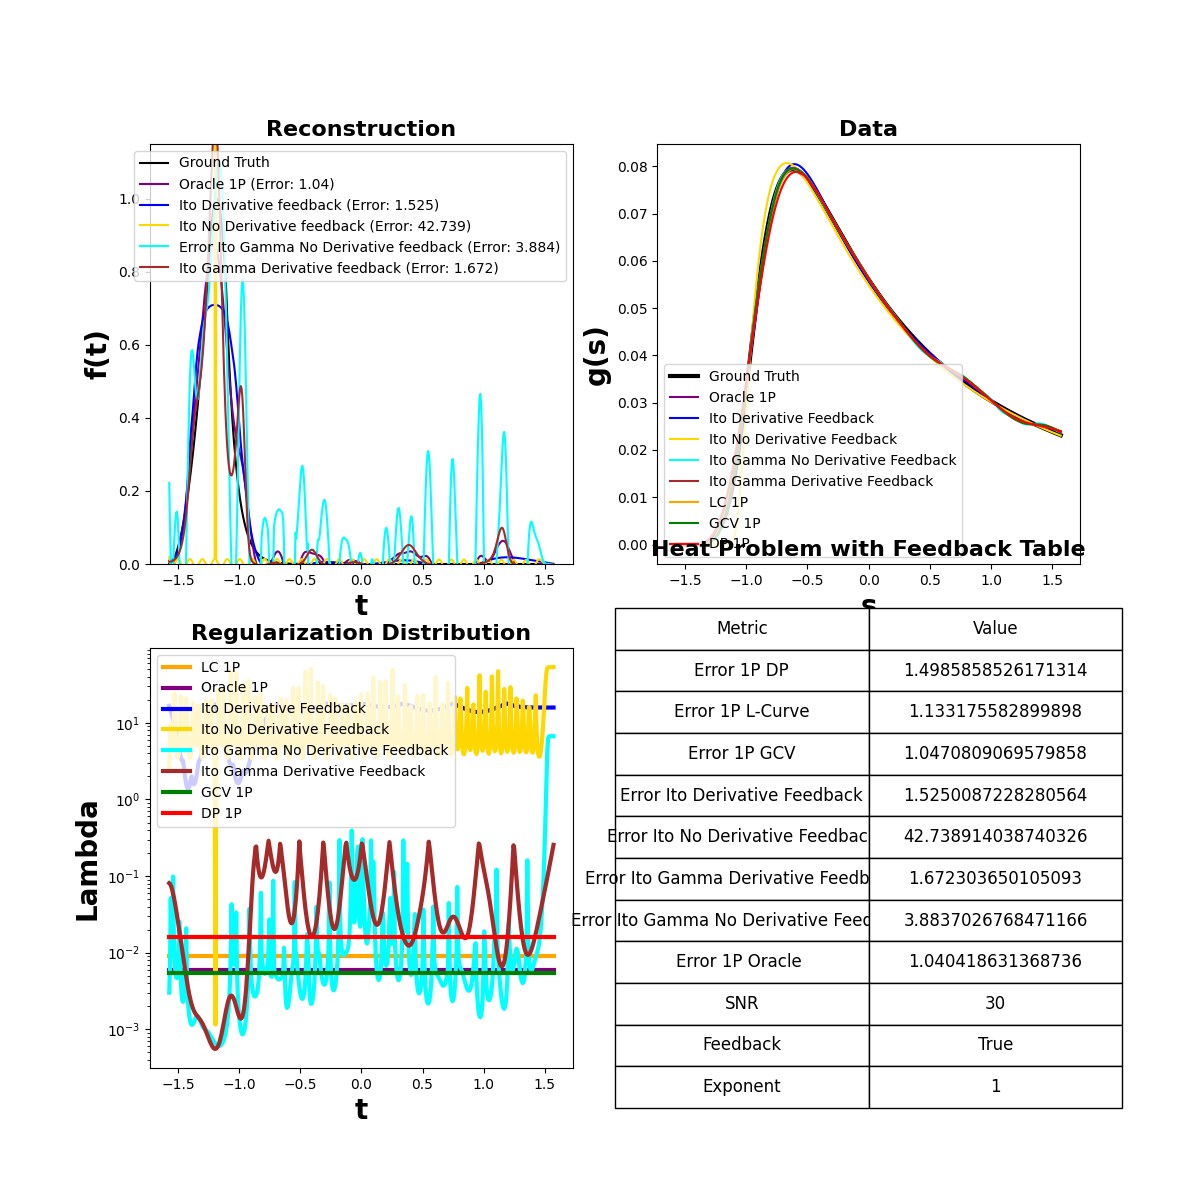 Reconstruction
Ground Truth
Oracle 1P (Error: 1.04)
Ito Derivative feedback (Error: 1.525)
Ito No Derivative feedback (Error: 42.739)
Error Ito Gamma No Derivative feedback (Error: 3.884)
Ito Gamma Derivative feedback (Error: 1.672)
1.0
0.8
0.6
0.4
0.2
0.0
f(t)
−1.5 −1.0 −0.5 0.0 0.5 1.0 1.5
t
Data
0.08
0.07
0.06
0.05
0.04
0.03
0.02
0.01
0.00
g(s)
Ground Truth
Oracle 1P
Ito Derivative Feedback
Ito No Derivative Feedback
Ito Gamma No Derivative Feedback
Ito Gamma Derivative Feedback
LC 1P
GCV 1P
DP 1P
−1.5 −1.0 −0.5 0.0 0.5 1.0 1.5
s
Regularization Distribution
LC 1P
Oracle 1P
Ito Derivative Feedback
Ito No Derivative Feedback
Ito Gamma No Derivative Feedback
Ito Gamma Derivative Feedback
GCV 1P
DP 1P
10¹
10⁰
10⁻¹
10⁻²
10⁻³
Lambda
−1.5 −1.0 −0.5 0.0 0.5 1.0 1.5
t
Heat Problem with Feedback Table
Metric Value
Error 1P DP 1.4985858526171314
Error 1P L-Curve 1.133175582899898
Error 1P GCV 1.0470809069579858
Error Ito Derivative Feedback 1.5250087228280564
Error Ito No Derivative Feedbac 42.738914038740326
Error Ito Gamma Derivative Feedb 1.672303650105093
Error Ito Gamma No Derivative Feec 3.8837026768471166
Error 1P Oracle 1.040418631368736
SNR 30
Feedback True
Exponent 1